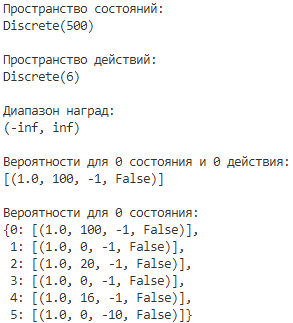 Пространство состояний:
Discrete(500)
Пространство действий:
Discrete(6)
Диапазон наград:
(-inf, inf)
Вероятности для 0 состояния и 0 действия:
[(1.0, 100, -1, False)]
Вероятности для 0 состояния:
{0: [(1.0, 100, -1, False)],
1: [(1.0, 0, -1, False)],
2: [(1.0, 20, -1, False)],
3: [(1.0, 0, -1, False)],
4: [(1.0, 16, -1, False)],
5: [(1.0, 0, -10, False)]}